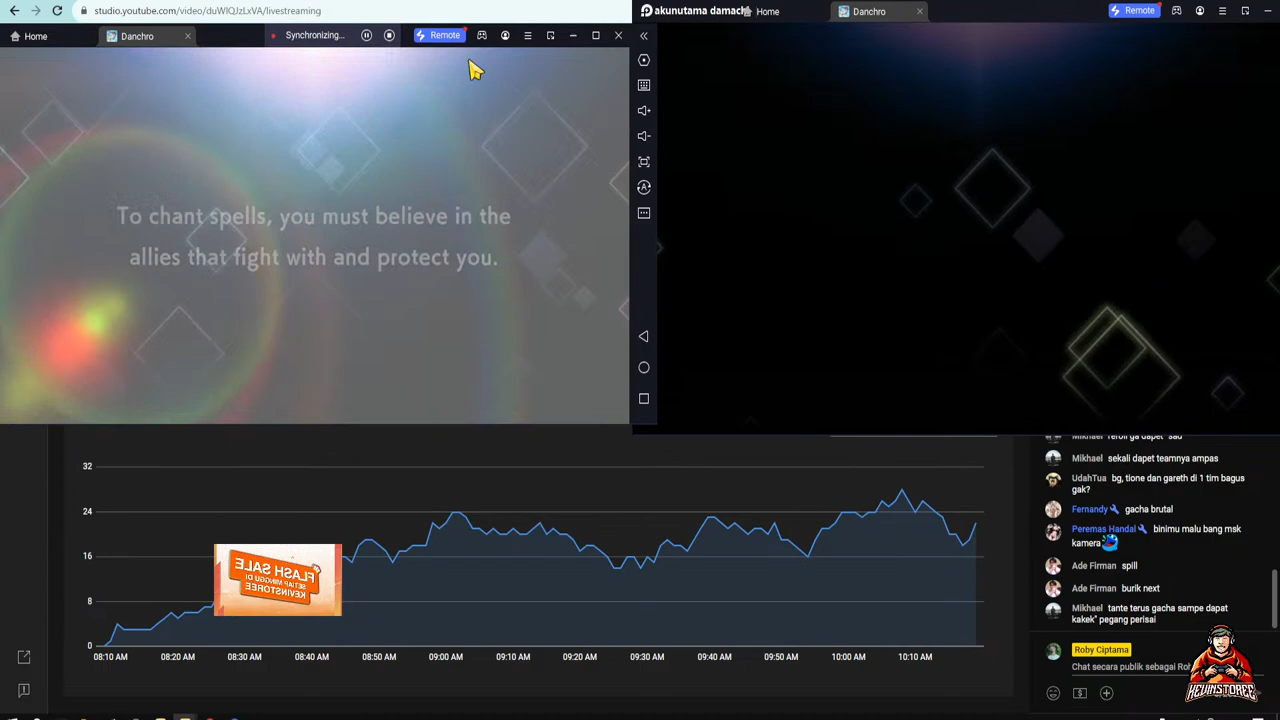 studio.youtube.com/video/duWlQJzLxVA/livestreaming
akunutama damach
Home
Danchro
Remote
Home
Danchro
Synchronizing...
Remote
To chant spells, you must believe in the
allies that fight with and protect you.
32
24
16
8
0
08:10 AM
08:20 AM
08:30 AM
08:40 AM
08:50 AM
09:00 AM
09:10 AM
09:20 AM
09:30 AM
09:40 AM
09:50 AM
10:00 AM
10:10 AM
FLASH SALE
SETIAP MINGGU DI
KEVINSTOREE
Mikhael sekali dapet teamnya ampas
UdahTua bg, tione dan gareth di 1 tim bagus
gak?
Fernandy gacha brutal
Peremas Handal binimu malu bang msk
kamera
Ade Firman spill
Ade Firman burik next
Mikhael tante terus gacha sampe dapat
kakek" pegang perisai
Roby Ciptama
Chat secara publik sebagai Rob
KEVINSTOREE